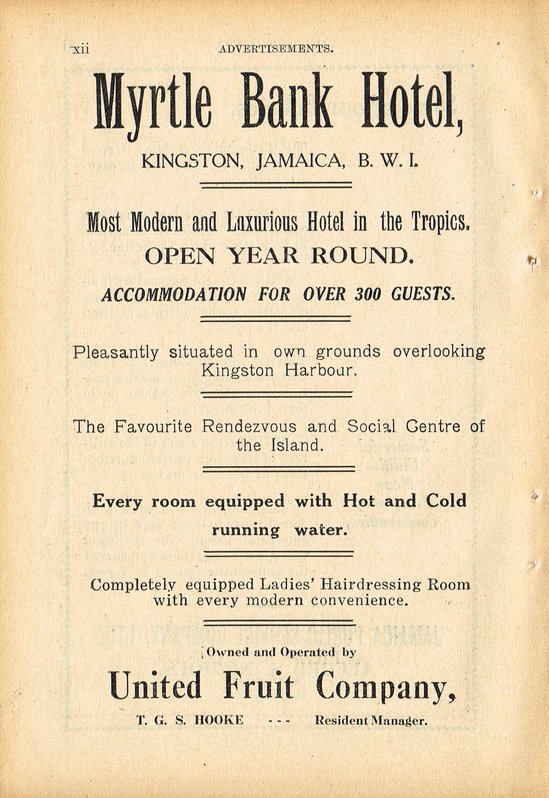 xii
ADVERTISEMENTS.
Myrtle Bank Hotel,
KINGSTON, JAMAICA, B. W. I.
Most Modern and Luxurious Hotel in the Tropics.
OPEN YEAR ROUND.
ACCOMMODATION FOR OVER 300 GUESTS.
Pleasantly situated in own grounds overlooking
Kingston Harbour.
The Favourite Rendezvous and Social Centre of
the Island.
Every room equipped with Hot and Cold
running water.
Completely equipped Ladies' Hairdressing Room
with every modern convenience.
Owned and Operated by
United Fruit Company,
T. G. S. HOOKE - - - Resident Manager.